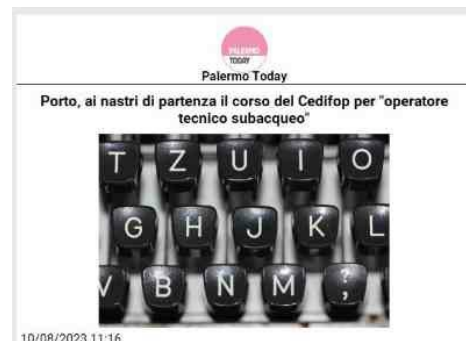 PALERMO
TODAY
Palermo Today
Porto, ai nastri di partenza il corso del Cedifop per "operatore
tecnico subacqueo"
T Z U I O
G H J K L
V B N M ? ;
10/08/2023 11:16